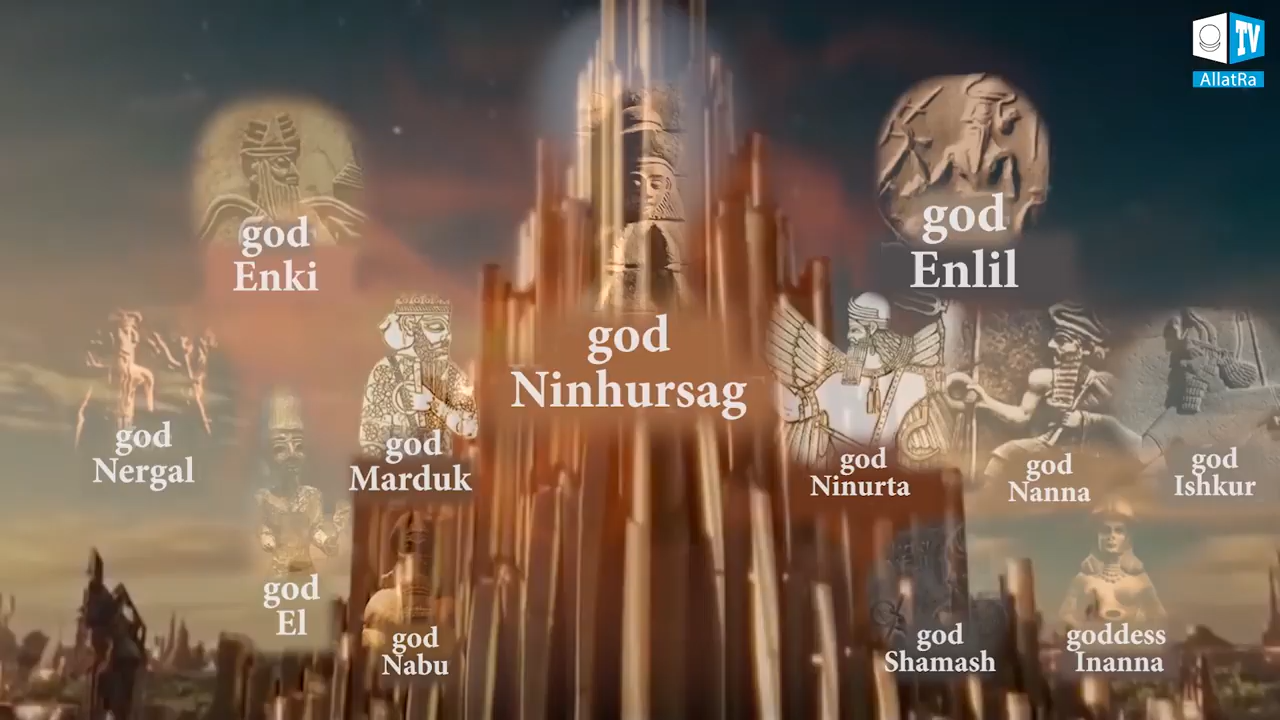 TV
AllatRa
god
Enki
god
Enlil
god
Ninhursag
god
Nergal
god
Marduk
god
Ninurta
god
Nanna
god
Ishkur
god
El
god
Nabu
god
Shamash
goddess
Inanna